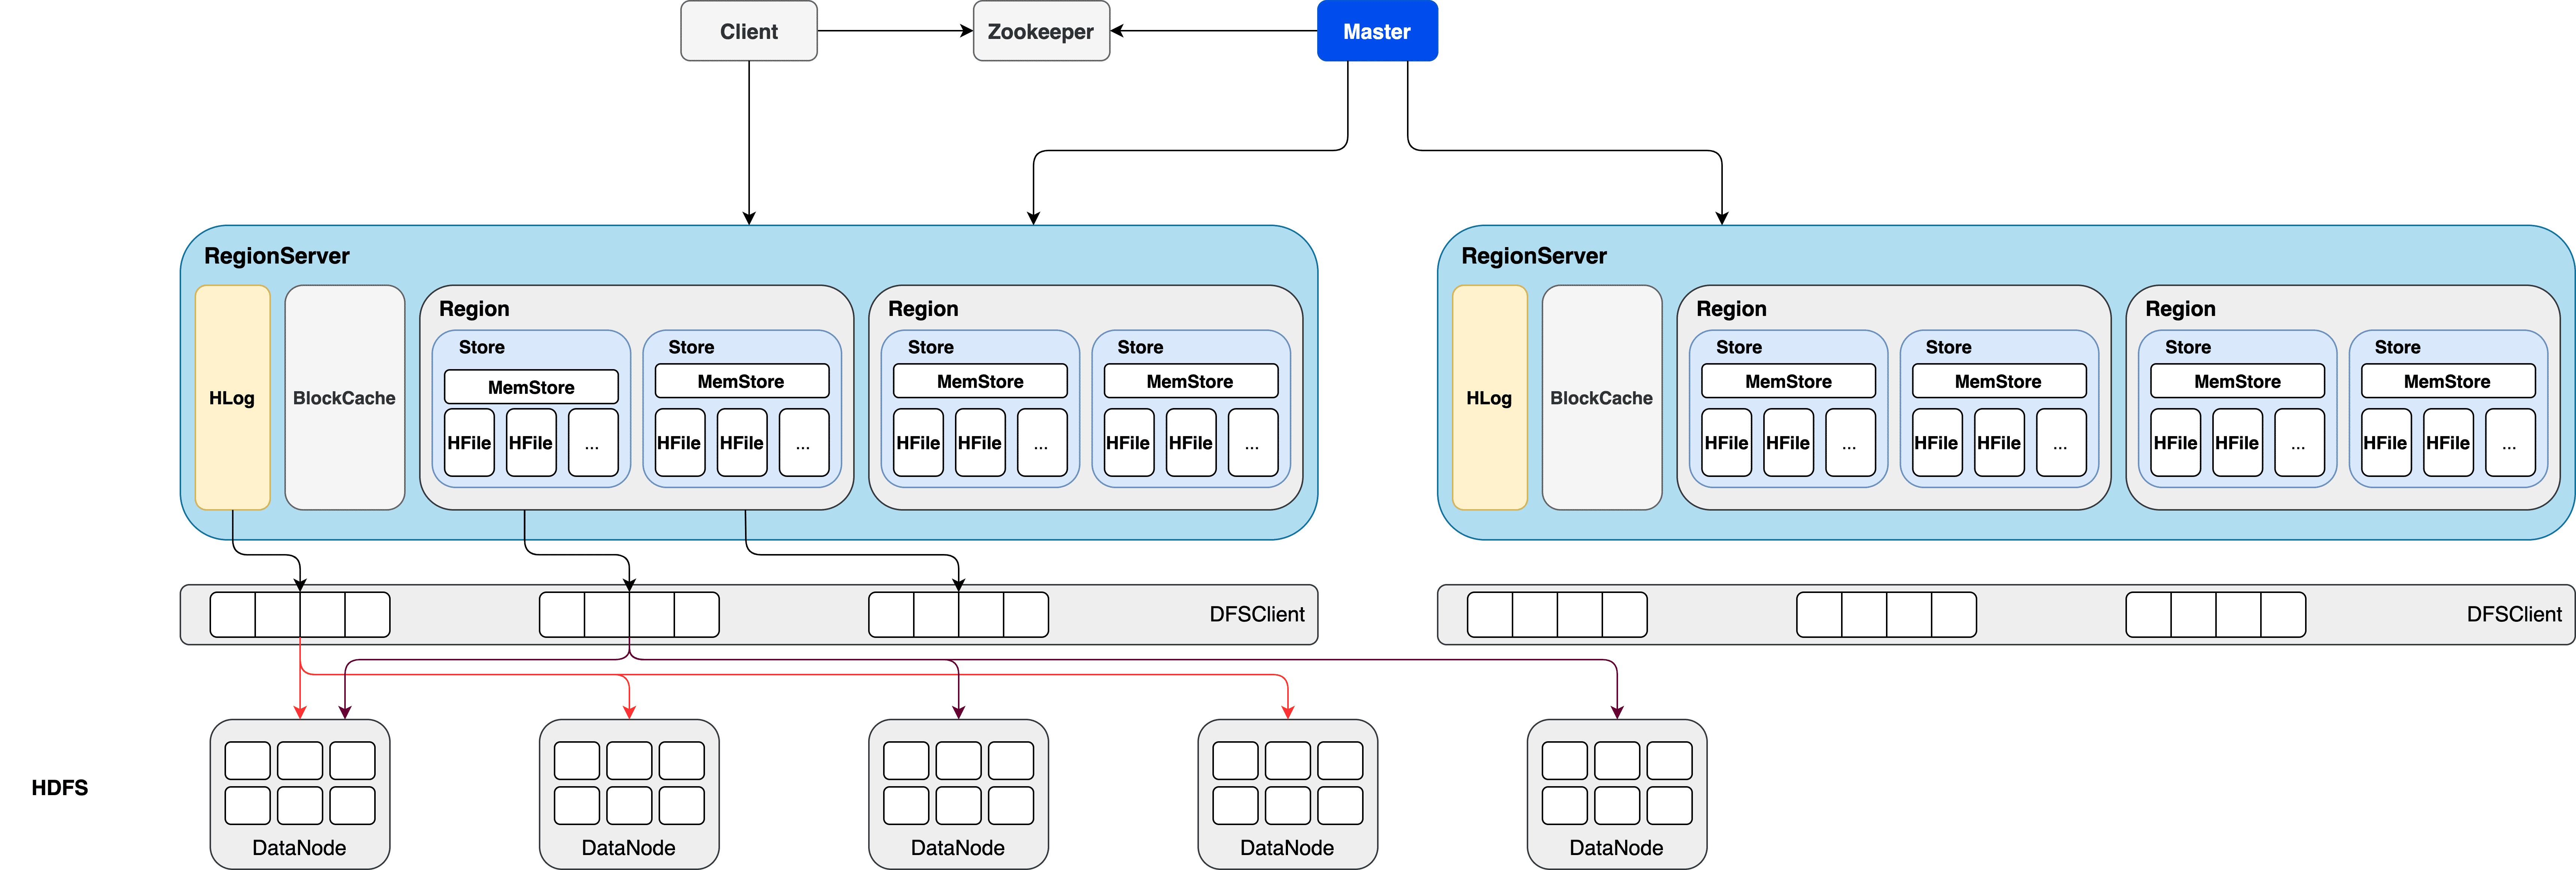 Client
Zookeeper
Master
RegionServer
HLog
BlockCache
Region
Store
MemStore
HFile
HFile
...
Store
MemStore
HFile
HFile
...
Region
Store
MemStore
HFile
HFile
...
Store
MemStore
HFile
HFile
...
RegionServer
HLog
BlockCache
Region
Store
MemStore
HFile
HFile
...
Store
MemStore
HFile
HFile
...
Region
Store
MemStore
HFile
HFile
...
Store
MemStore
HFile
HFile
...
DFSClient
DFSClient
HDFS
DataNode
DataNode
DataNode
DataNode
DataNode